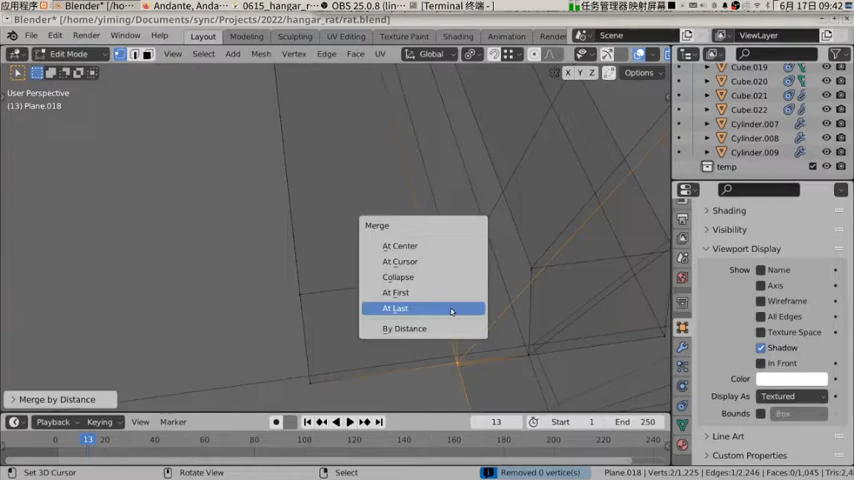 应用程序 Blender* [/home/yiming... Andante, Anda... 0615_hangar_r... OBS 25.0.8 (linux... [Terminal 终端... 任务管理器映射屏幕 6月17日 09:42
Blender* [/home/yiming/Documents/sync/Projects/2022/hangar_rat/rat.blend]
File Edit Render Window Help Layout Modeling Sculpting UV Editing Texture Paint Shading Animation Render Scene ViewLayer
Edit Mode View Select Add Mesh Vertex Edge Face UV Global
X Y Z Options
User Perspective
(13) Plane.018
Cube.019
Cube.020
Cube.021
Cube.022
Cylinder.007
Cylinder.008
Cylinder.009
temp
Merge
At Center
At Cursor
Collapse
At First
At Last
By Distance
Shading
Visibility
Viewport Display
Show Name
Axis
Wireframe
All Edges
Texture Space
Shadow
In Front
Color
Display As Textured
Bounds Box
Line Art
Custom Properties
Merge by Distance
Playback Keying View Marker 13 Start 1 End 250
0 13 20 40 60 80 100 120 140 160 180 200 220 240
Set 3D Cursor Rotate View Select Removed 0 vertice(s) Plane.018 | Verts:2/1,225 | Edges:1/2,246 | Faces:0/1,045 | Tris:2,4